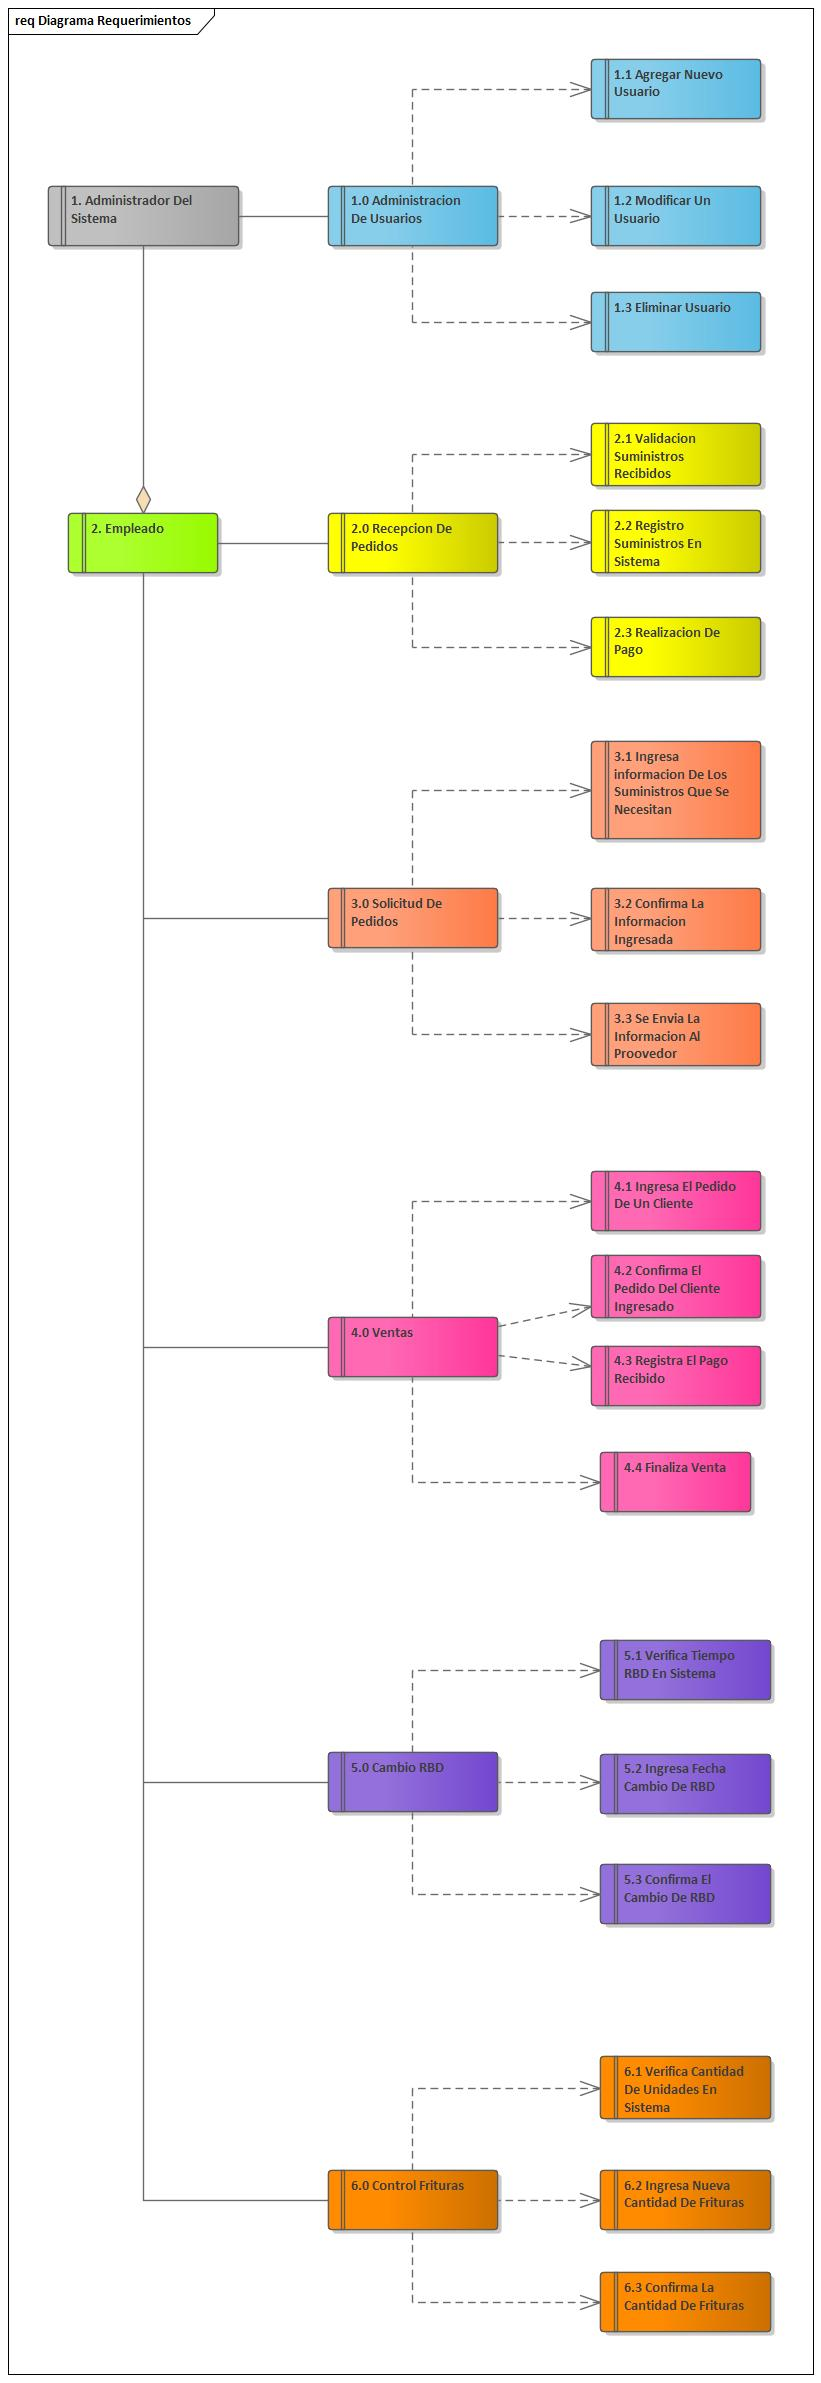 req Diagrama Requerimientos
1.1 Agregar Nuevo
Usuario
1. Administrador Del
Sistema
1.0 Administracion
De Usuarios
1.2 Modificar Un
Usuario
1.3 Eliminar Usuario
2.1 Validacion
Suministros
Recibidos
2. Empleado
2.0 Recepcion De
Pedidos
2.2 Registro
Suministros En
Sistema
2.3 Realizacion De
Pago
3.1 Ingresa
informacion De Los
Suministros Que Se
Necesitan
3.0 Solicitud De
Pedidos
3.2 Confirma La
Informacion
Ingresada
3.3 Se Envia La
Informacion Al
Proovedor
4.1 Ingresa El Pedido
De Un Cliente
4.2 Confirma El
Pedido Del Cliente
Ingresado
4.0 Ventas
4.3 Registra El Pago
Recibido
4.4 Finaliza Venta
5.1 Verifica Tiempo
RBD En Sistema
5.0 Cambio RBD
5.2 Ingresa Fecha
Cambio De RBD
5.3 Confirma El
Cambio De RBD
6.1 Verifica Cantidad
De Unidades En
Sistema
6.0 Control Frituras
6.2 Ingresa Nueva
Cantidad De Frituras
6.3 Confirma La
Cantidad De Frituras